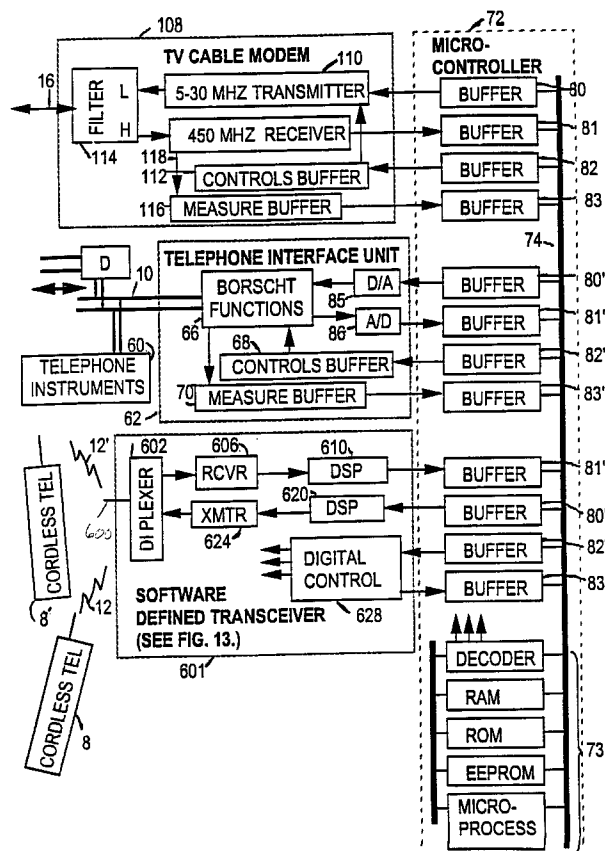 108
72
TV CABLE MODEM
110
MICRO-
CONTROLLER
16
FILTER
L
H
114
5-30 MHZ TRANSMITTER
BUFFER
80
450 MHZ RECEIVER
BUFFER
81
118
112
CONTROLS BUFFER
BUFFER
82
116
MEASURE BUFFER
BUFFER
83
74
TELEPHONE INTERFACE UNIT
D
10
BORSCHT
FUNCTIONS
66
D/A
85
BUFFER
80'
A/D
86
BUFFER
81'
60
TELEPHONE
INSTRUMENTS
68
CONTROLS BUFFER
BUFFER
82'
70
MEASURE BUFFER
BUFFER
83'
62
602
606
610
12'
DIPLEXER
RCVR
DSP
BUFFER
81'
620
600
XMTR
DSP
BUFFER
80'
624
CORDLESS TEL
8'
DIGITAL
CONTROL
BUFFER
82
628
BUFFER
83
12
SOFTWARE
DEFINED TRANSCEIVER
(SEE FIG. 13.)
601
CORDLESS TEL
8
DECODER
RAM
ROM
73
EEPROM
MICRO-
PROCESS